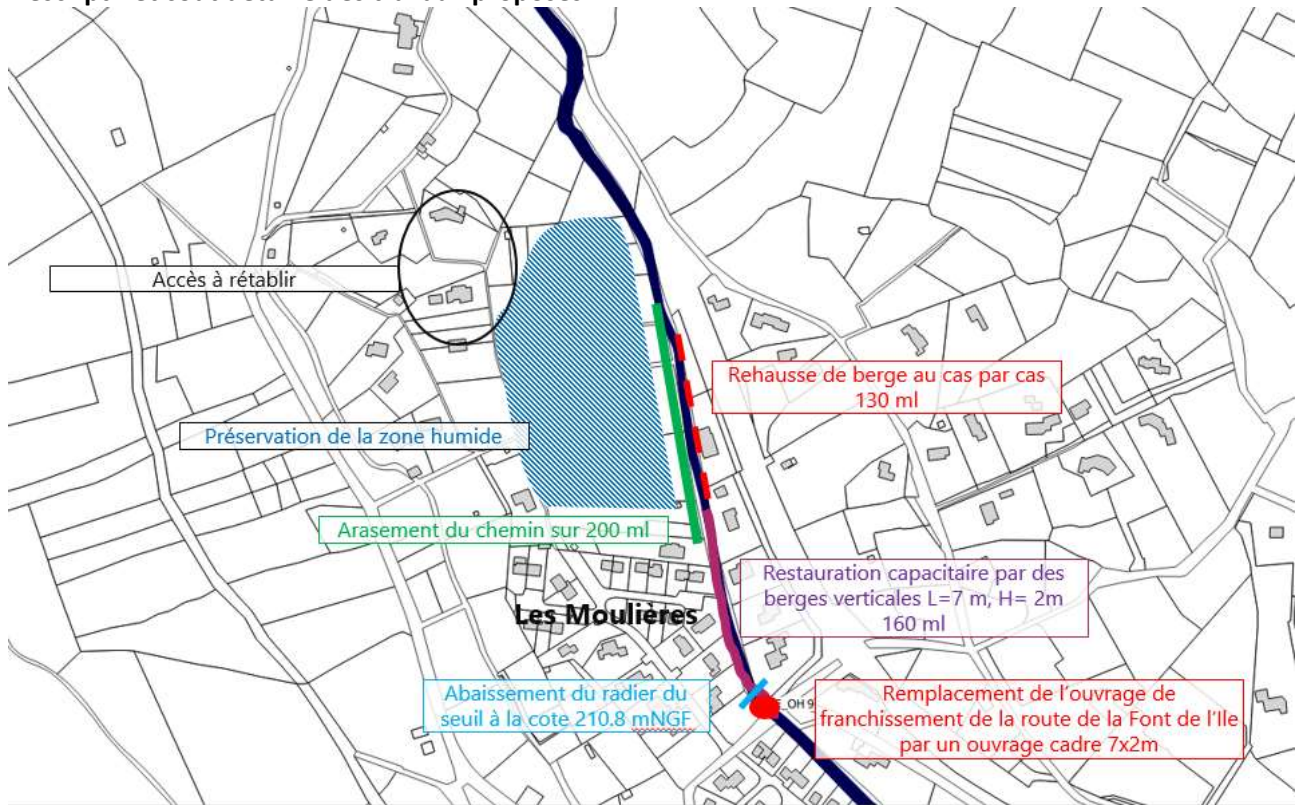 Accès à rétablir
Rehausse de berge au cas par cas
130 ml
Préservation de la zone humide
Arasement du chemin sur 200 ml
Restauration capacitaire par des
berges verticales L=7 m, H= 2m
160 ml
Les Moulières
Abaissement du radier du
seuil à la cote 210.8 mNGF
OH 9
Remplacement de l'ouvrage de
franchissement de la route de la Font de l'Ile
par un ouvrage cadre 7x2m